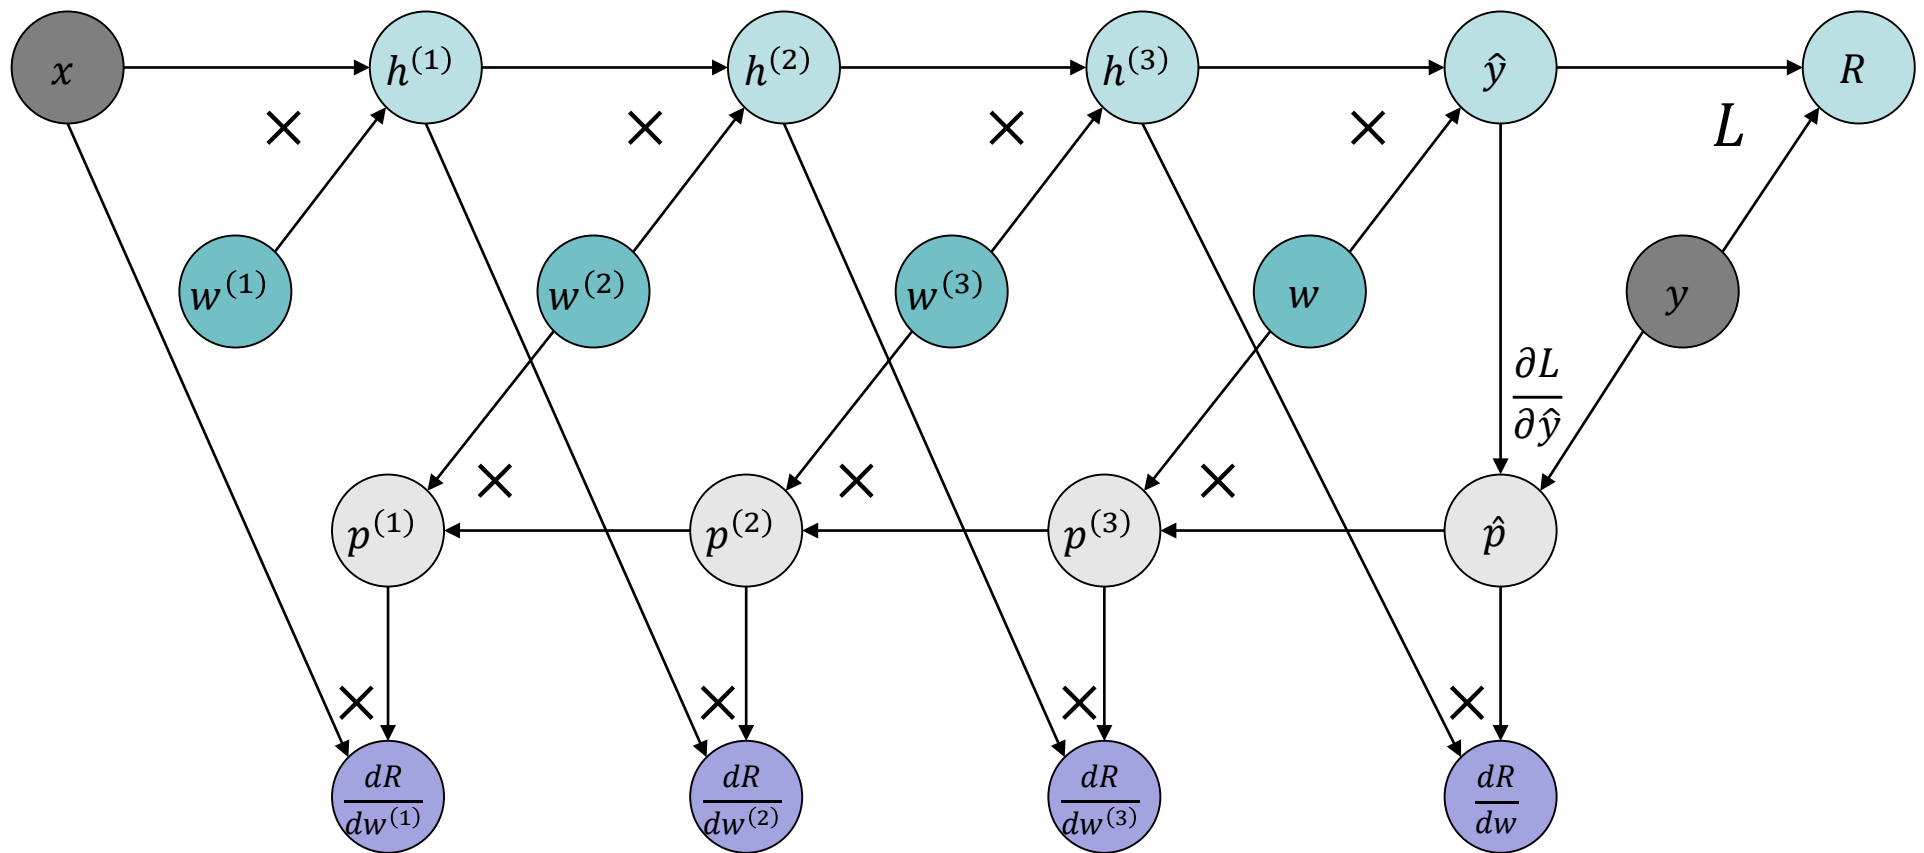 x h^(1) h^(2) h^(3) ŷ R
× × × × L
w^(1) w^(2) w^(3) w y
∂L/∂ŷ
× × ×
p^(1) p^(2) p^(3) p̂
× × × ×
dR/dw^(1) dR/dw^(2) dR/dw^(3) dR/dw